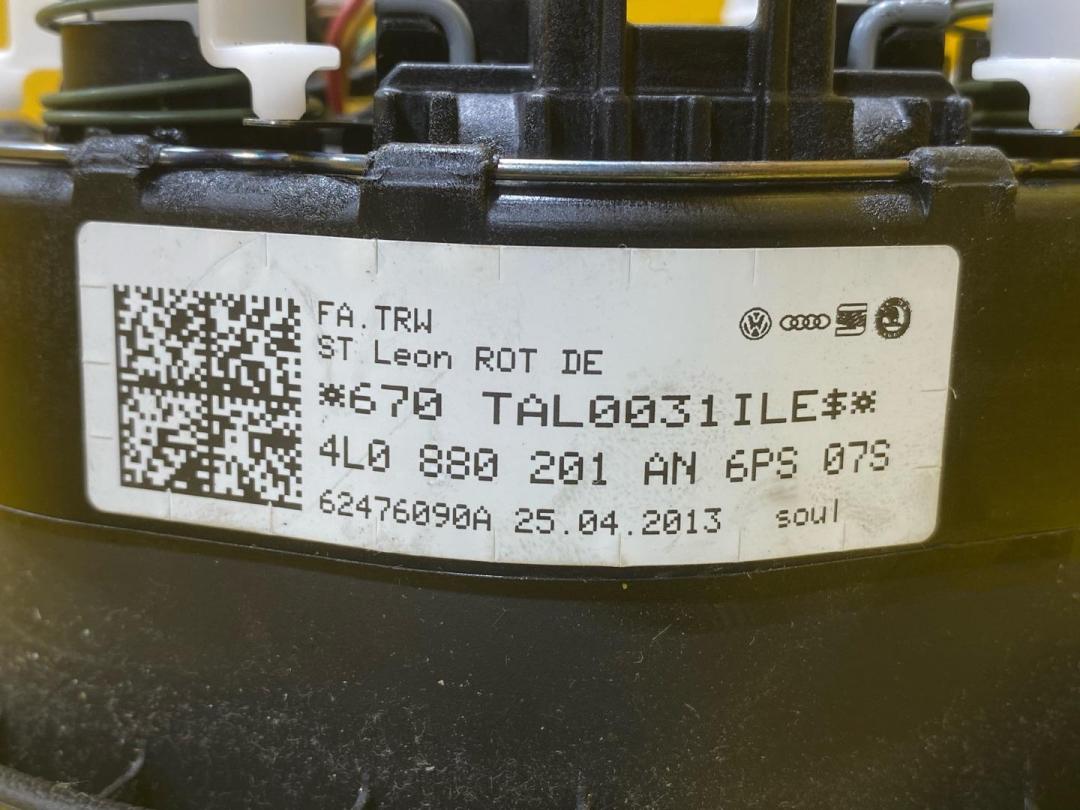 FA.TRW
ST Leon ROT DE
*670 TAL0031ILE$*
4L0 880 201 AN 6PS 07S
62476090A 25.04.2013 soul